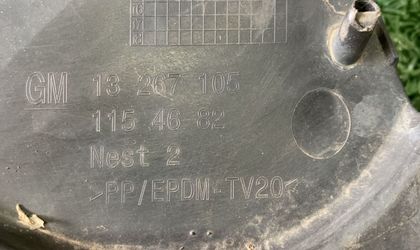 GM 13 267 105
115 46 82
Nest 2
>PP/EPDM-TV20<